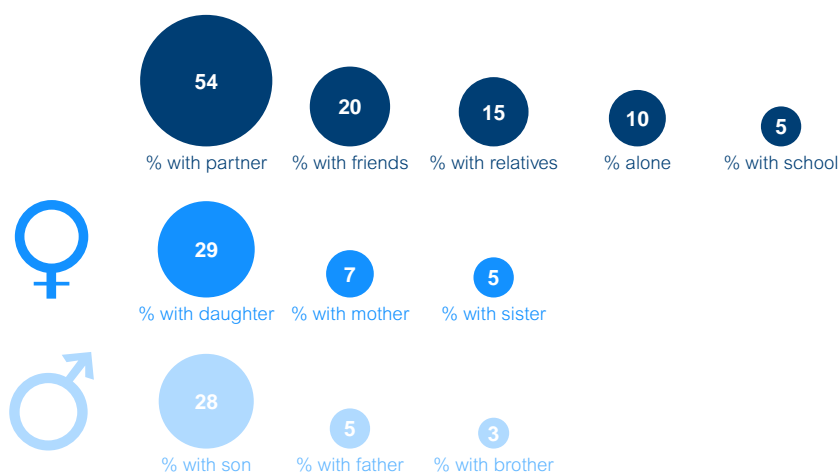 54
20
15
10
5
% with partner
% with friends
% with relatives
% alone
% with school
29
7
5
% with daughter
% with mother
% with sister
28
5
3
% with son
% with father
% with brother